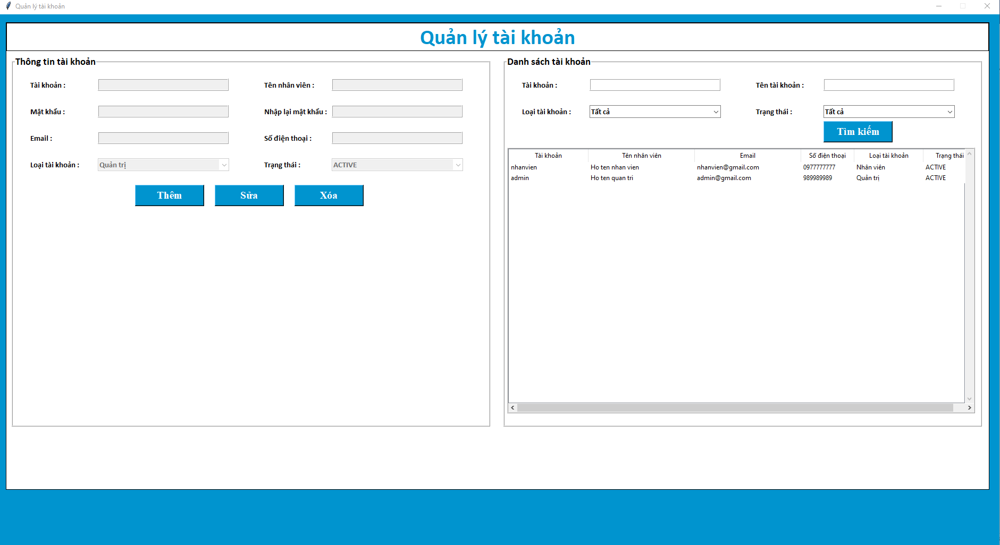 Quản lý tài khoản
Quản lý tài khoản
Thông tin tài khoản
Tài khoản : Tên nhân viên :
Mật khẩu : Nhập lại mật khẩu :
Email : Số điện thoại :
Loại tài khoản : Quản trị Trạng thái : ACTIVE
Thêm Sửa Xóa
Danh sách tài khoản
Tài khoản : Tên tài khoản :
Loại tài khoản : Tất cả Trạng thái : Tất cả
Tìm kiếm
Tài khoản Tên nhân viên Email Số điện thoại Loại tài khoản Trạng thái
nhanvien Ho ten nhan vien nhanvien@gmail.com 0977777777 Nhân viên ACTIVE
admin Ho ten quan tri admin@gmail.com 989989989 Quản trị ACTIVE